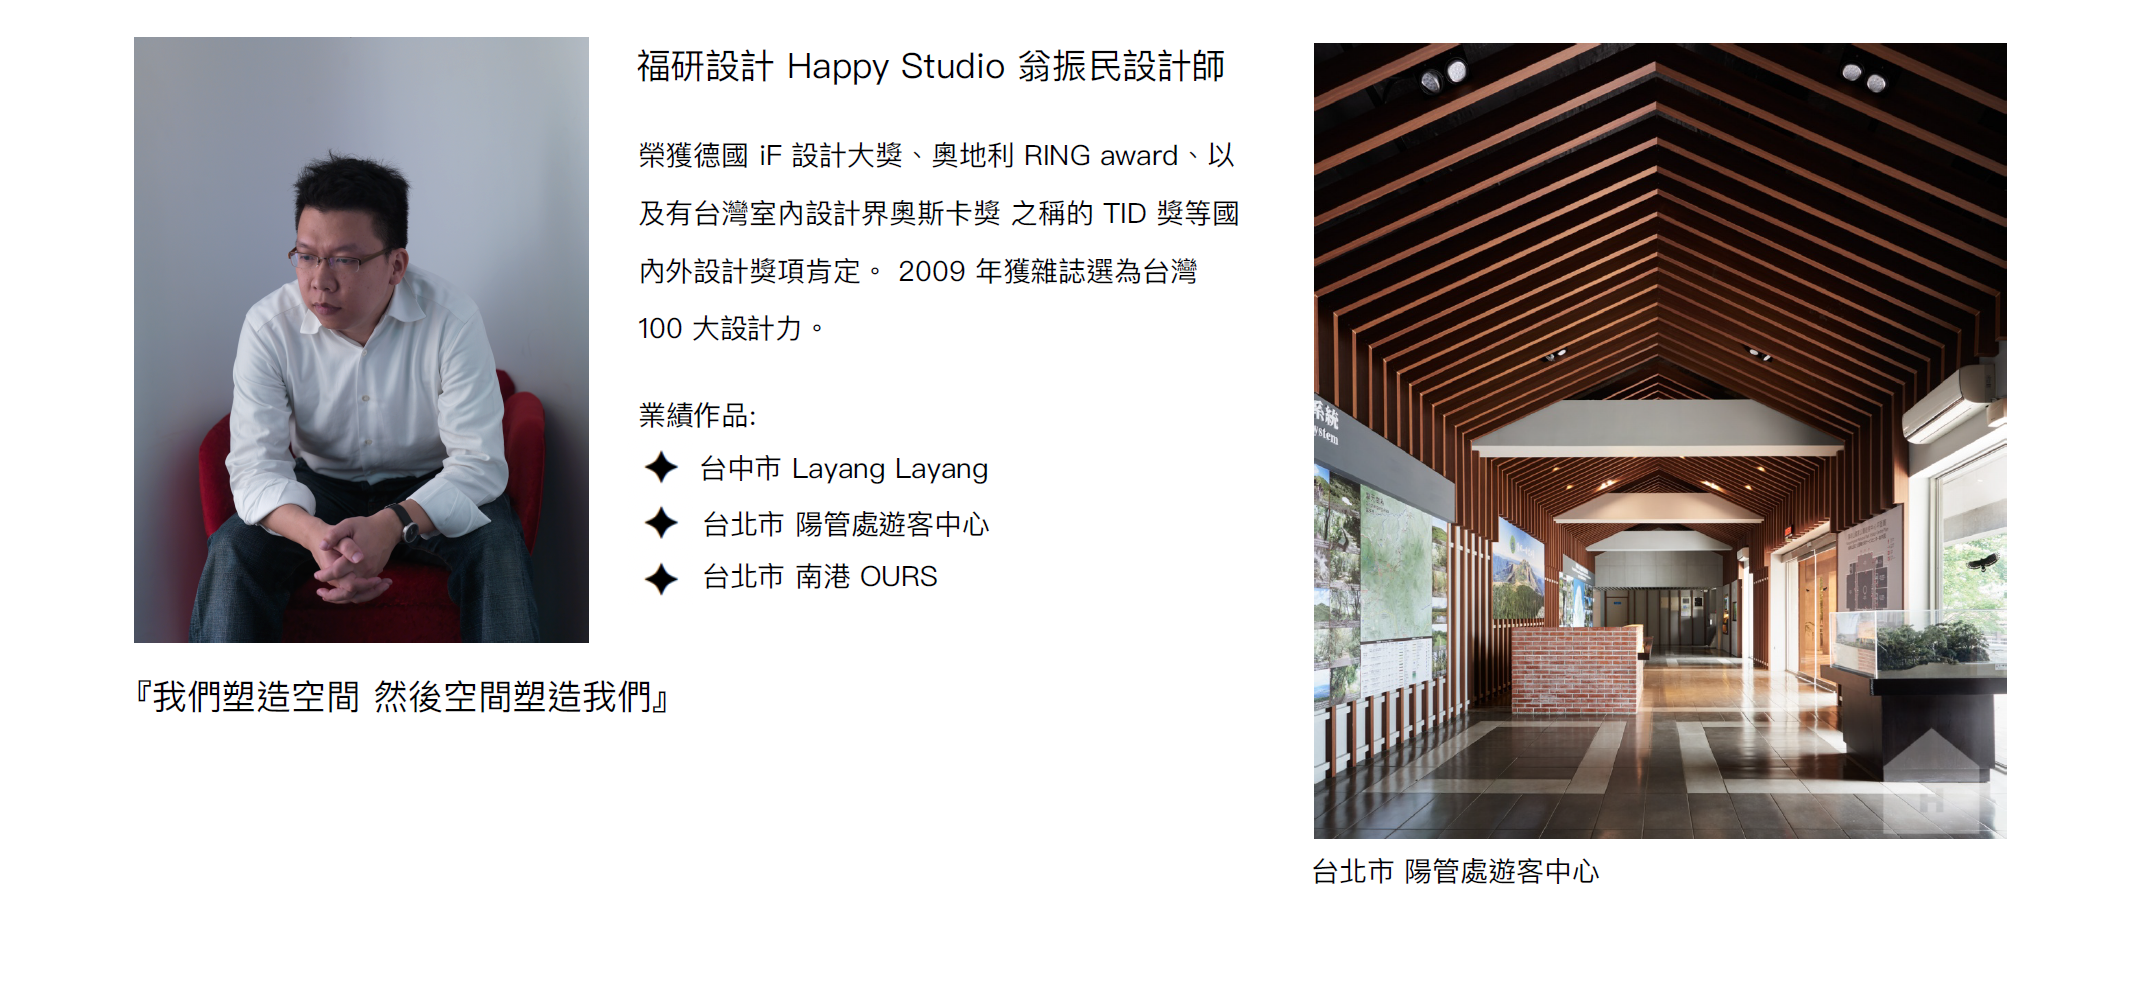 福研設計 Happy Studio 翁振民設計師
榮獲德國 iF 設計大獎、奧地利 RING award、以
及有台灣室內設計界奧斯卡獎 之稱的 TID 獎等國
內外設計獎項肯定。 2009 年獲雜誌選為台灣
100 大設計力。
業績作品:
台中市 Layang Layang
台北市 陽管處遊客中心
台北市 南港 OURS
『我們塑造空間 然後空間塑造我們』
系統
ystem
台北市 陽管處遊客中心